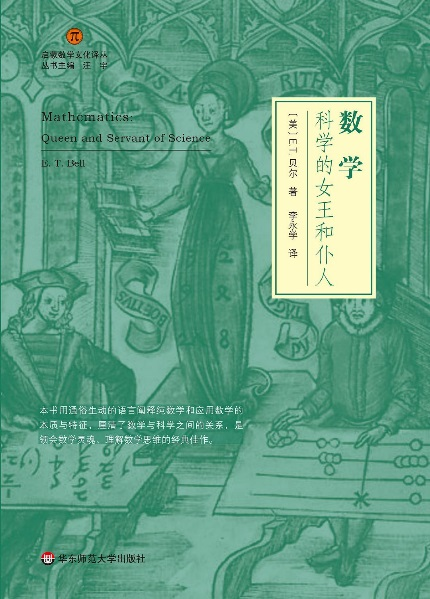 π
启蒙数学文化译丛
丛书主编 汪宇
Mathematics:
Queen and Servant of Science
E. T. Bell
数学
科学的女王和仆人
〔美〕E.T.贝尔 著
李永学 译
BOETIUS
本书用通俗生动的语言阐释纯数学和应用数学的
本质与特征，厘清了数学与科学之间的关系，是
领会数学灵魂、理解数学思维的经典佳作。
华东师范大学出版社